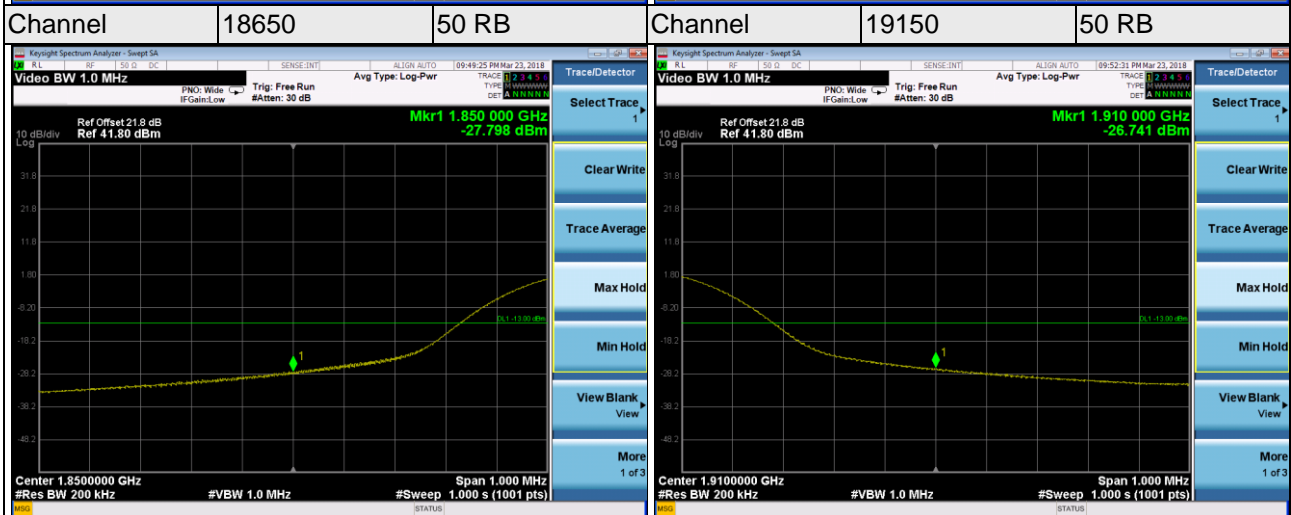 Channel 18650 50 RB Channel 19150 50 RB
Keysight Spectrum Analyzer - Swept SA
RL RF 50 Ω DC SENSE:INT ALIGN AUTO 09:49:25 PM Mar 23, 2018
Video BW 1.0 MHz
PNO: Wide
IFGain:Low
Trig: Free Run
#Atten: 30 dB
Avg Type: Log-Pwr
TRACE 1 2 3 4 5 6
TYPE M W W W W W
DET A N N N N N
Trace/Detector
Ref Offset 21.8 dB
10 dB/div Ref 41.80 dBm
Log
Mkr1 1.850 000 GHz
-27.798 dBm
31.8
21.8
11.8
1.80
-8.20
-18.2
-28.2
-38.2
-48.2
DL1 -13.00 dBm
1
Center 1.8500000 GHz Span 1.000 MHz
#Res BW 200 kHz #VBW 1.0 MHz #Sweep 1.000 s (1001 pts)
MSG STATUS
Select Trace
1
Clear Write
Trace Average
Max Hold
Min Hold
View Blank
View
More
1 of 3
Keysight Spectrum Analyzer - Swept SA
RL RF 50 Ω DC SENSE:INT ALIGN AUTO 09:52:31 PM Mar 23, 2018
Video BW 1.0 MHz
PNO: Wide
IFGain:Low
Trig: Free Run
#Atten: 30 dB
Avg Type: Log-Pwr
TRACE 1 2 3 4 5 6
TYPE M W W W W W
DET A N N N N N
Trace/Detector
Ref Offset 21.8 dB
10 dB/div Ref 41.80 dBm
Log
Mkr1 1.910 000 GHz
-26.741 dBm
31.8
21.8
11.8
1.80
-8.20
-18.2
-28.2
-38.2
-48.2
DL1 -13.00 dBm
1
Center 1.9100000 GHz Span 1.000 MHz
#Res BW 200 kHz #VBW 1.0 MHz #Sweep 1.000 s (1001 pts)
MSG STATUS
Select Trace
1
Clear Write
Trace Average
Max Hold
Min Hold
View Blank
View
More
1 of 3